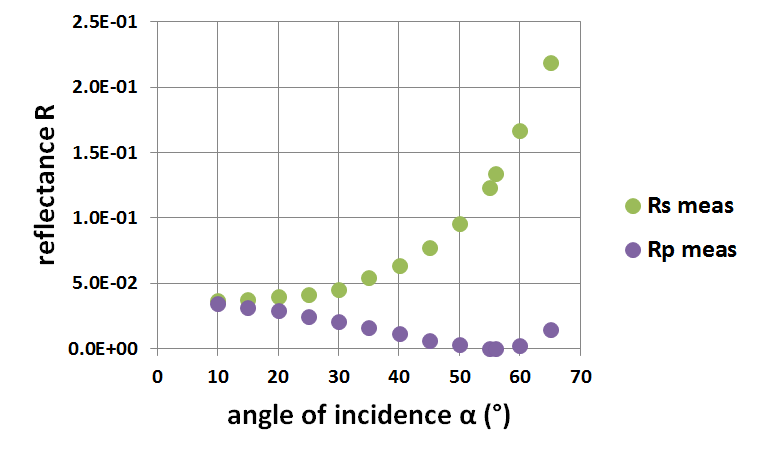 2.5E-01
2.0E-01
1.5E-01
1.0E-01
5.0E-02
0.0E+00
reflectance R
0 10 20 30 40 50 60 70
angle of incidence α (°)
Rs meas
Rp meas